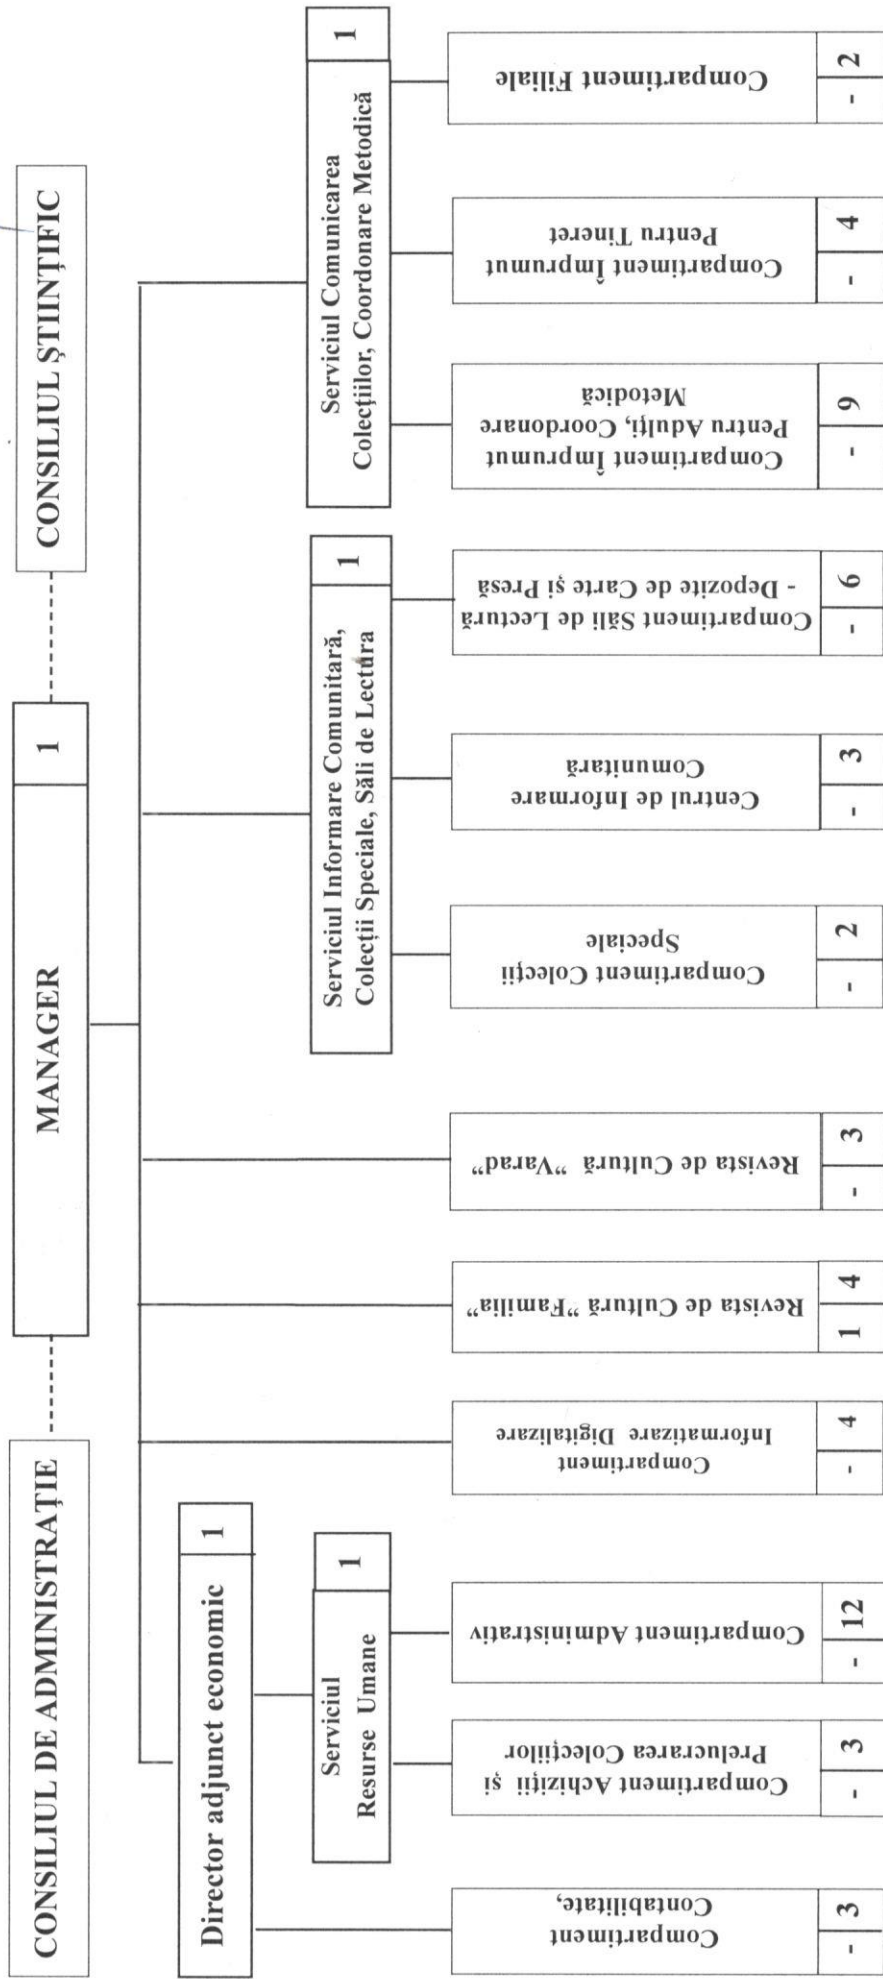 CONSILIUL DE ADMINISTRAȚIE
MANAGER
1
CONSILIUL ȘTIINȚIFIC
Director adjunct economic
1
Serviciul
Resurse Umane
1
Serviciul Informare Comunitară,
Colecții Speciale, Săli de Lectura
1
Serviciul Comunicarea
Colecțiilor, Coordonare Metodică
1
Compartiment
Contabilitate,
-
3
Compartiment Achiziții și
Prelucrarea Colecțiilor
-
3
Compartiment Administrativ
-
12
Compartiment
Informatizare Digitalizare
-
4
Revista de Cultură ”Familia”
1
4
Revista de Cultură ”Varad”
-
3
Compartiment Colecții
Speciale
-
2
Centrul de Informare
Comunitară
-
3
Compartiment Săli de Lectură
- Depozite de Carte și Presă
-
6
Compartiment Împrumut
Pentru Adulți, Coordonare
Metodică
-
9
Compartiment Împrumut
Pentru Tineret
-
4
Compartiment Filiale
-
2